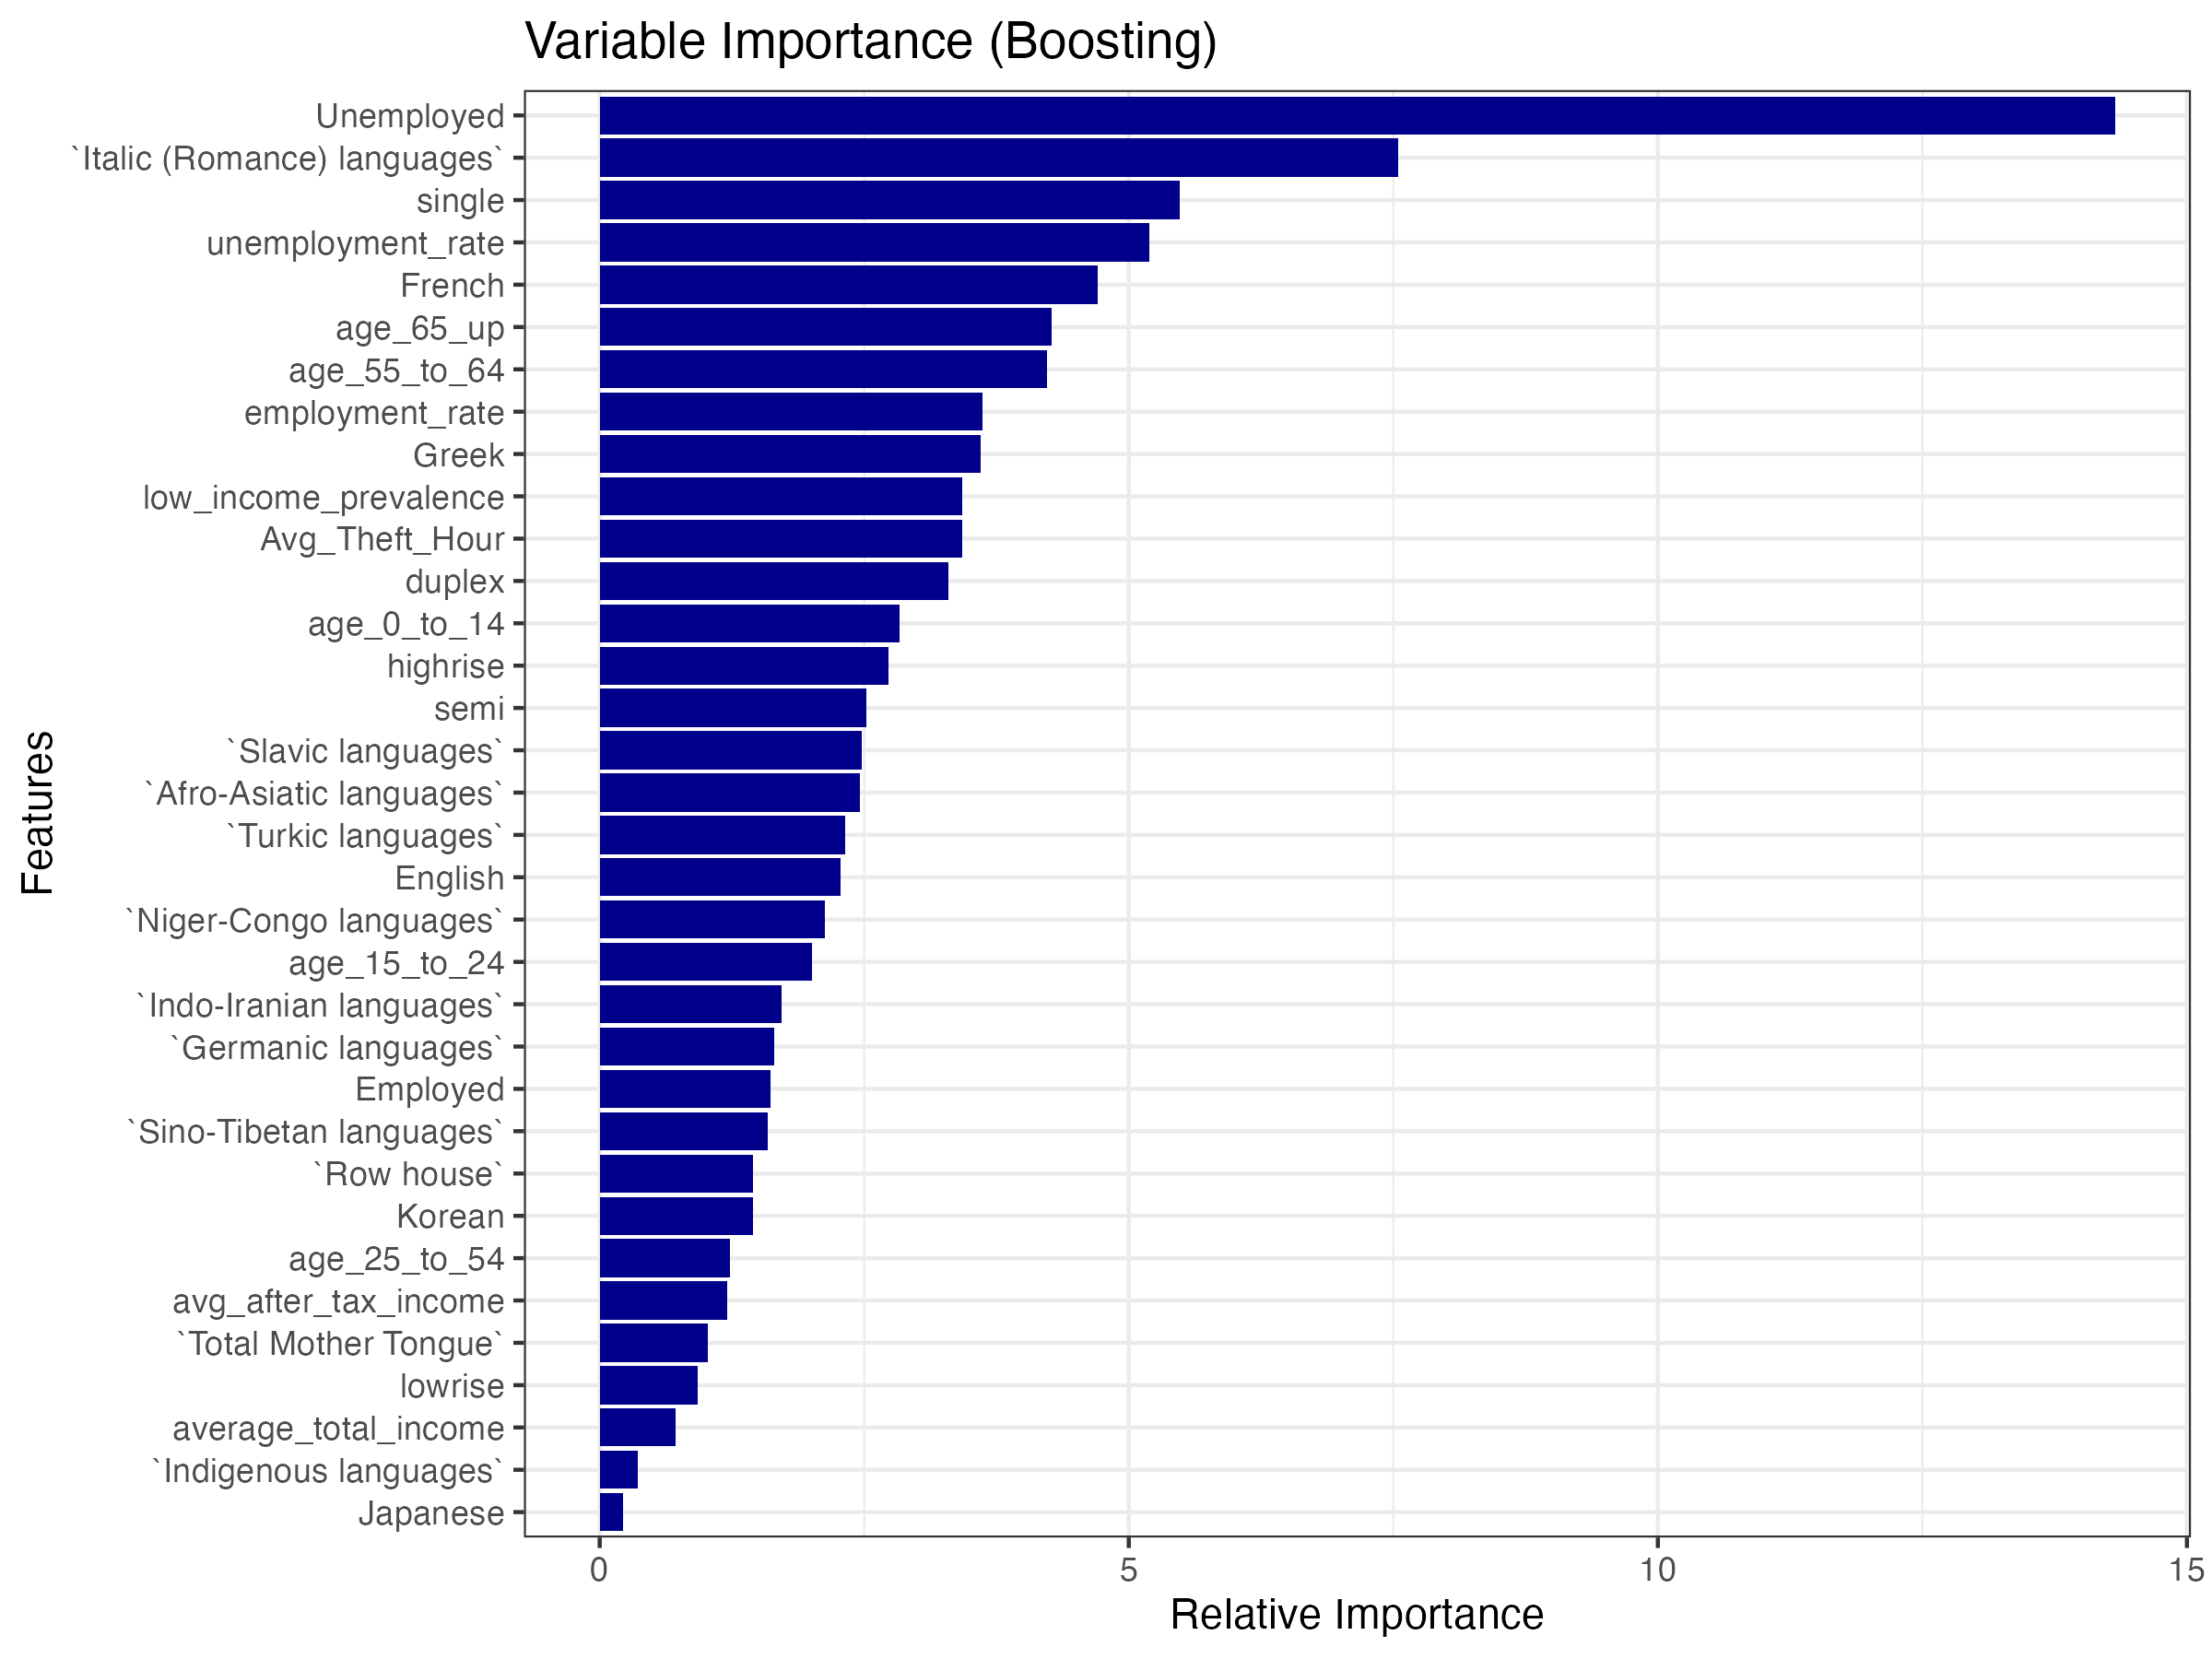 Variable Importance (Boosting)
Unemployed
`Italic (Romance) languages`
single
unemployment_rate
French
age_65_up
age_55_to_64
employment_rate
Greek
low_income_prevalence
Avg_Theft_Hour
duplex
age_0_to_14
highrise
semi
`Slavic languages`
`Afro-Asiatic languages`
`Turkic languages`
English
`Niger-Congo languages`
age_15_to_24
`Indo-Iranian languages`
`Germanic languages`
Employed
`Sino-Tibetan languages`
`Row house`
Korean
age_25_to_54
avg_after_tax_income
`Total Mother Tongue`
lowrise
average_total_income
`Indigenous languages`
Japanese
Features
0 5 10 15
Relative Importance